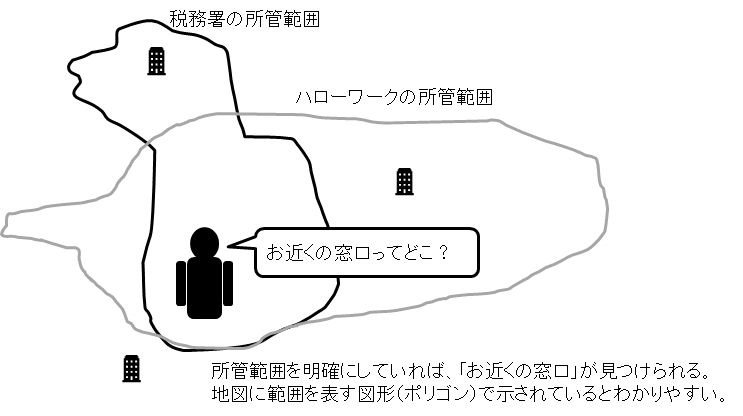 税務署の所管範囲
ハローワークの所管範囲
お近くの窓口ってどこ？
所管範囲を明確にしていれば、「お近くの窓口」が見つけられる。
地図に範囲を表す図形（ポリゴン）で示されているとわかりやすい。